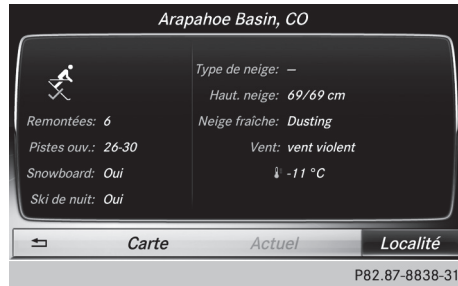 Arapahoe Basin, CO
Remontées: 6
Pistes ouv.: 26-30
Snowboard: Oui
Ski de nuit: Oui
Type de neige: –
Haut. neige: 69/69 cm
Neige fraîche: Dusting
Vent: vent violent
-11 °C
Carte Actuel Localité
P82.87-8838-31